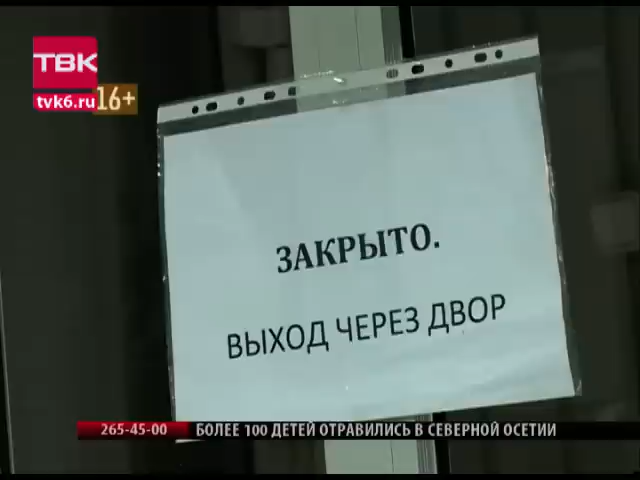 ТВК
tvk6.ru
16+
ЗАКРЫТО.
ВЫХОД ЧЕРЕЗ ДВОР
265-45-00 БОЛЕЕ 100 ДЕТЕЙ ОТРАВИЛИСЬ В СЕВЕРНОЙ ОСЕТИИ